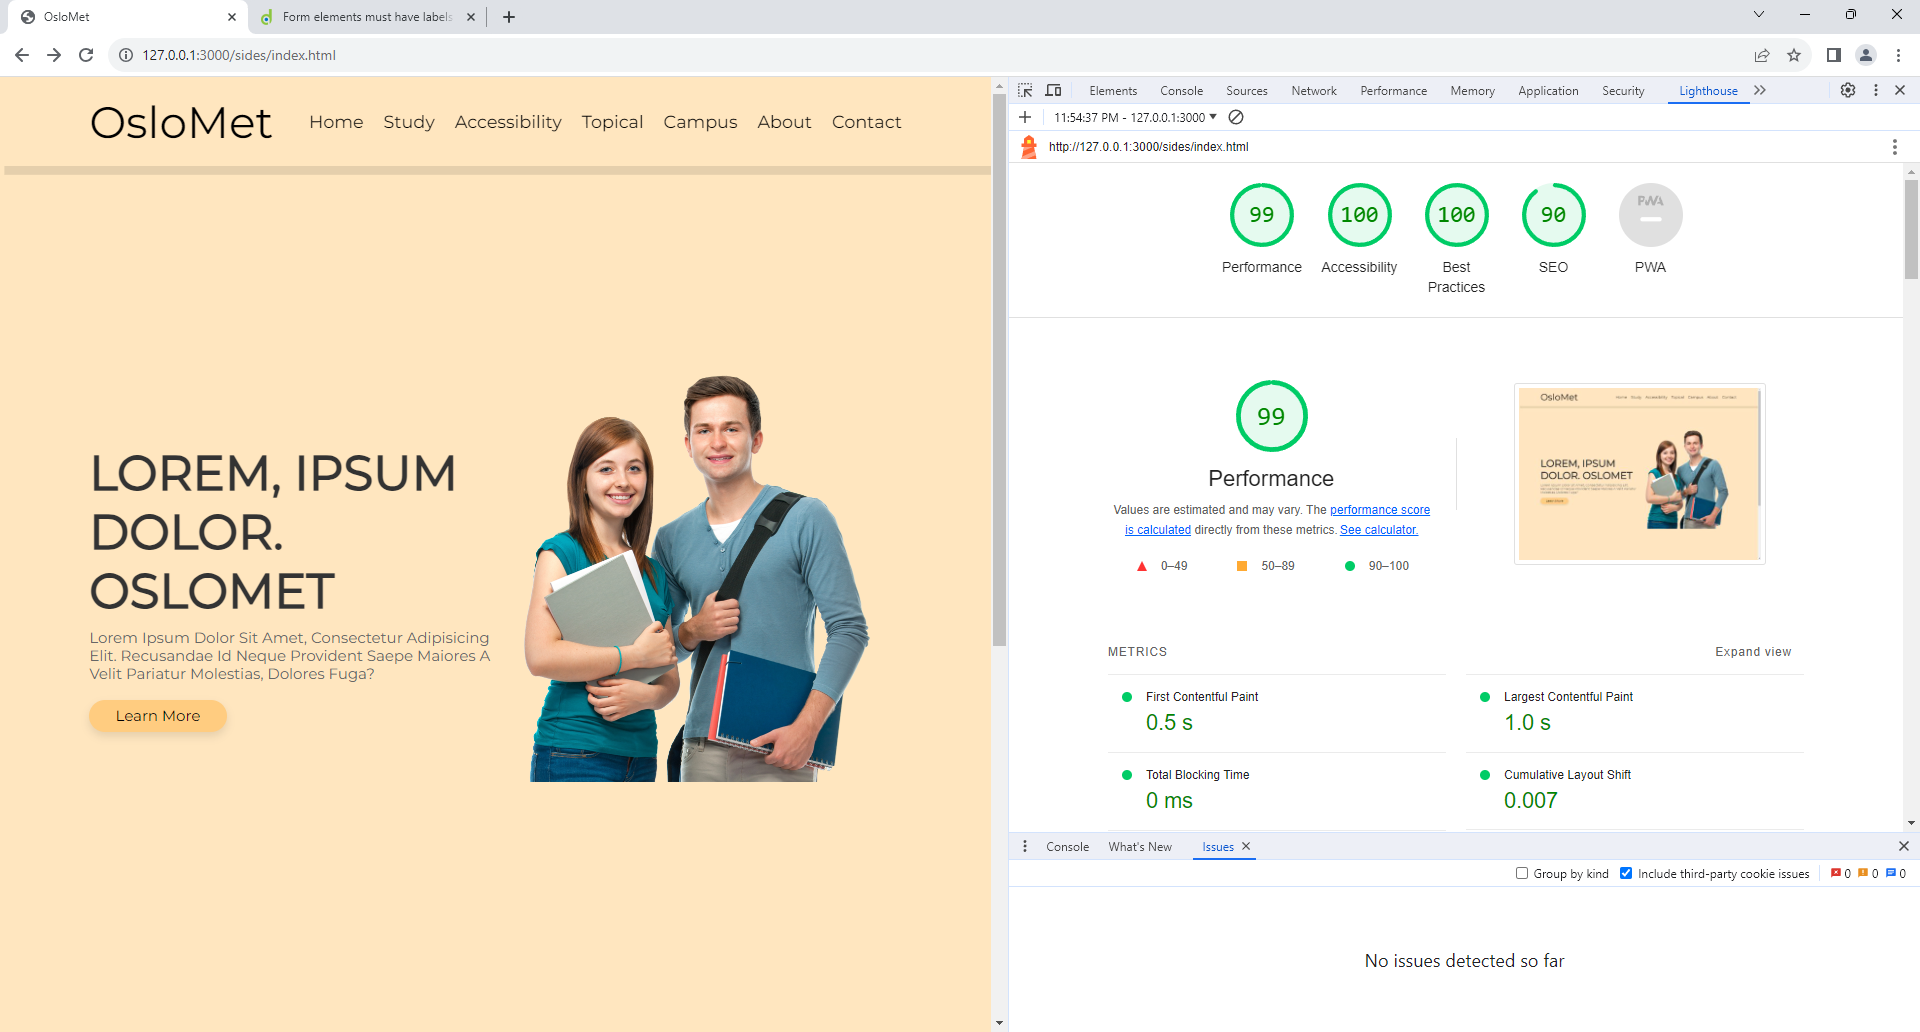 OsloMet
Form elements must have labels
127.0.0.1:3000/sides/index.html
OsloMet
Home Study Accessibility Topical Campus About Contact
LOREM, IPSUM
DOLOR.
OSLOMET
Lorem Ipsum Dolor Sit Amet, Consectetur Adipisicing
Elit. Recusandae Id Neque Provident Saepe Maiores A
Velit Pariatur Molestias, Dolores Fuga?
Learn More
Elements Console Sources Network Performance Memory Application Security Lighthouse
11:54:37 PM - 127.0.0.1:3000
http://127.0.0.1:3000/sides/index.html
99 100 100 90 PWA
Performance Accessibility Best Practices SEO PWA
99
Performance
Values are estimated and may vary. The performance score
is calculated directly from these metrics. See calculator.
0–49 50–89 90–100
OsloMet
Home Study Accessibility Topical Campus About Contact
LOREM, IPSUM
DOLOR. OSLOMET
METRICS Expand view
First Contentful Paint
0.5 s
Largest Contentful Paint
1.0 s
Total Blocking Time
0 ms
Cumulative Layout Shift
0.007
Console What's New Issues
Group by kind Include third-party cookie issues 0 0 0
No issues detected so far